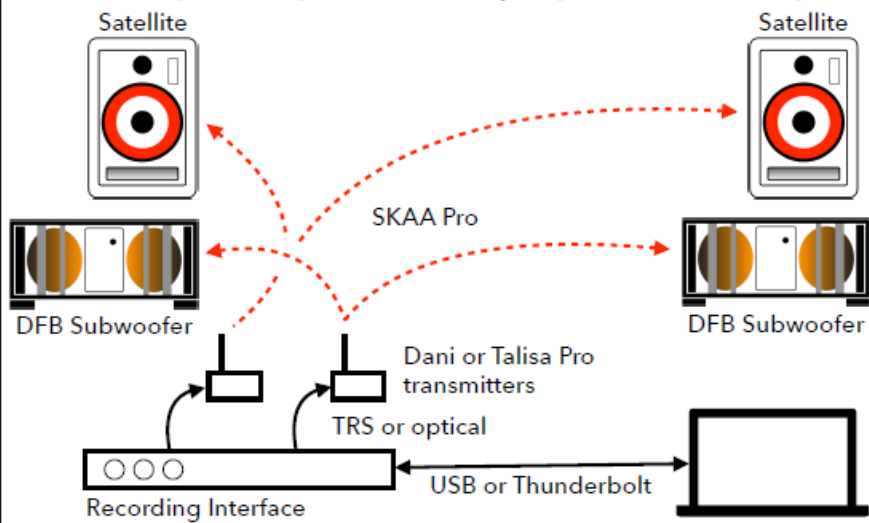 Satellite
Satellite
SKAA Pro
DFB Subwoofer
DFB Subwoofer
Dani or Talisa Pro
transmitters
TRS or optical
USB or Thunderbolt
Recording Interface